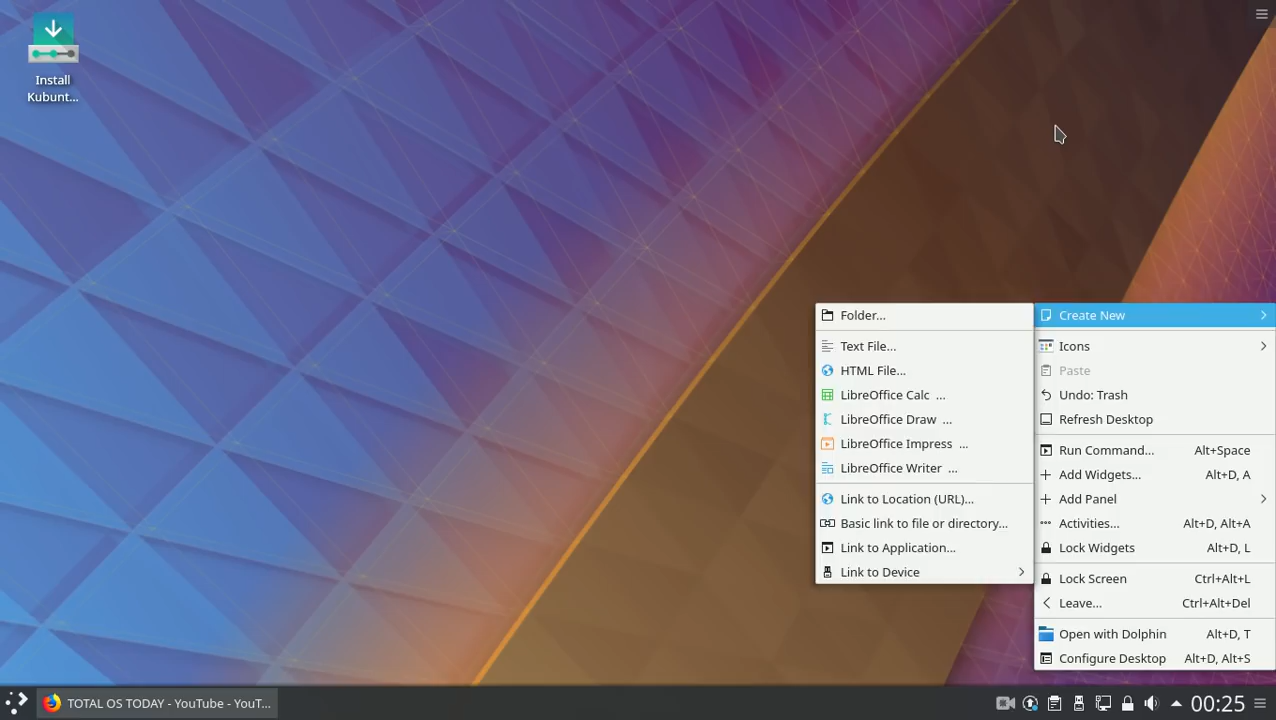 Install
Kubunt...
Folder...
Text File...
HTML File...
LibreOffice Calc ...
LibreOffice Draw ...
LibreOffice Impress ...
LibreOffice Writer ...
Link to Location (URL)...
Basic link to file or directory...
Link to Application...
Link to Device
Create New
Icons
Paste
Undo: Trash
Refresh Desktop
Run Command... Alt+Space
Add Widgets... Alt+D, A
Add Panel
Activities... Alt+D, Alt+A
Lock Widgets Alt+D, L
Lock Screen Ctrl+Alt+L
Leave... Ctrl+Alt+Del
Open with Dolphin Alt+D, T
Configure Desktop Alt+D, Alt+S
TOTAL OS TODAY - YouTube - YouT...
00:25